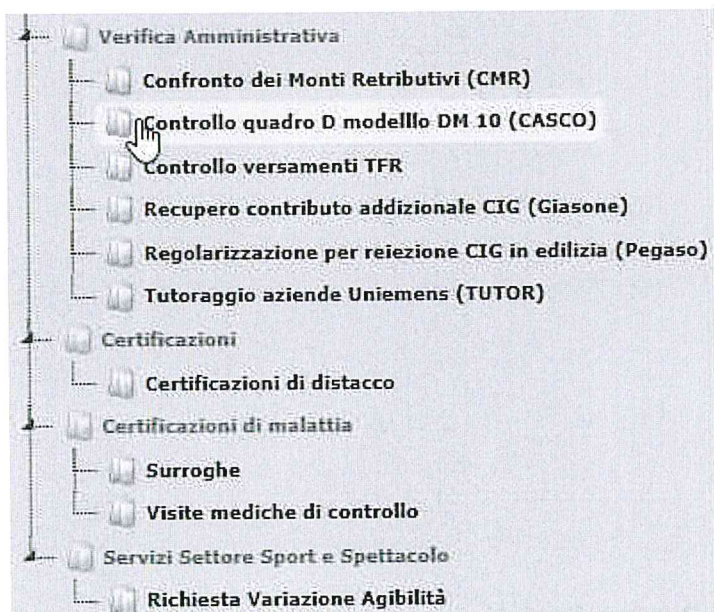 Verifica Amministrativa
Confronto dei Monti Retributivi (CMR)
Controllo quadro D modelllo DM 10 (CASCO)
Controllo versamenti TFR
Recupero contributo addizionale CIG (Giasone)
Regolarizzazione per reiezione CIG in edilizia (Pegaso)
Tutoraggio aziende Uniemens (TUTOR)
Certificazioni
Certificazioni di distacco
Certificazioni di malattia
Surroghe
Visite mediche di controllo
Servizi Settore Sport e Spettacolo
Richiesta Variazione Agibilità